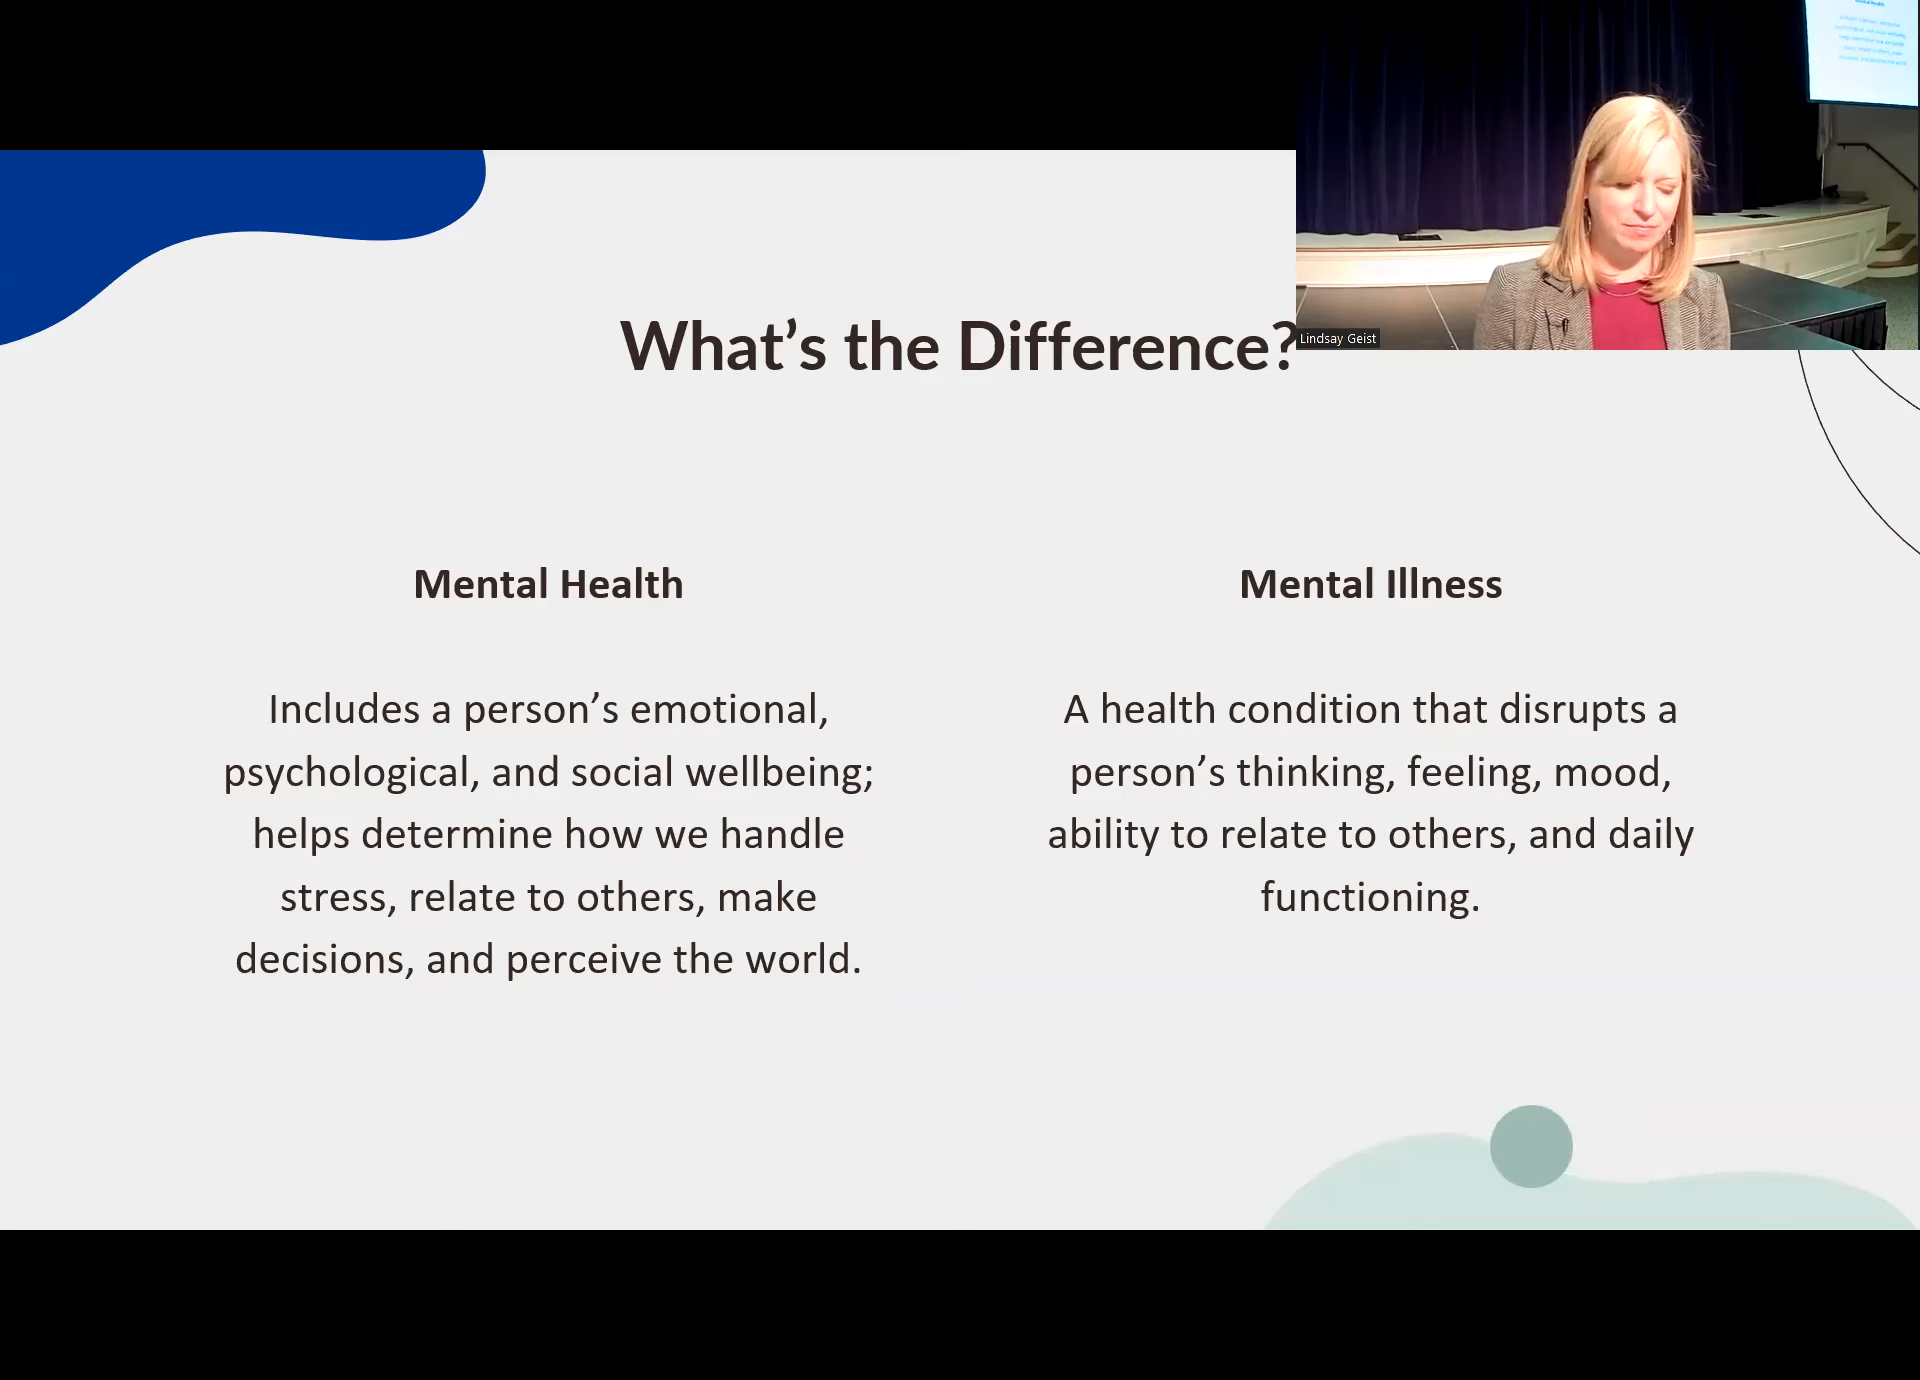 What’s the Difference?
Lindsay Geist
Mental Health
Includes a person’s emotional,
psychological, and social wellbeing;
helps determine how we handle
stress, relate to others, make
decisions, and perceive the world.
Mental Illness
A health condition that disrupts a
person’s thinking, feeling, mood,
ability to relate to others, and daily
functioning.